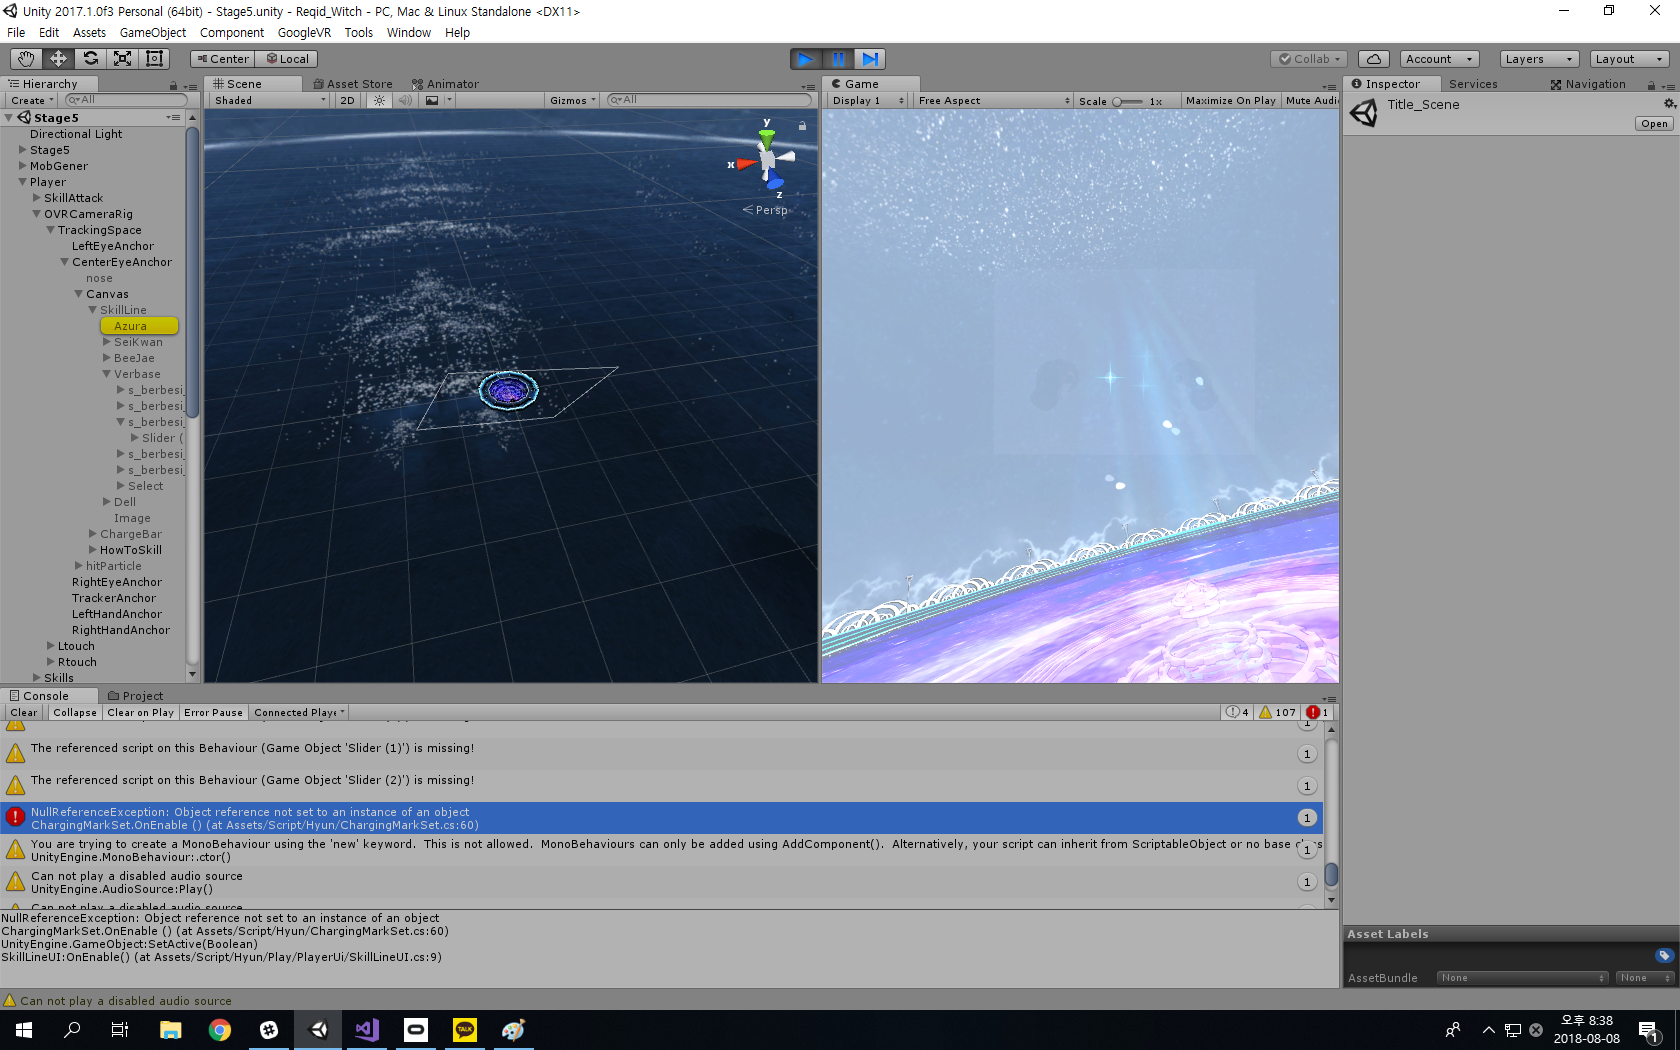 Unity 2017.1.0f3 Personal (64bit) - Stage5.unity - Reqid_Witch - PC, Mac & Linux Standalone <DX11>
File Edit Assets GameObject Component GoogleVR Tools Window Help
Center Local Collab Account Layers Layout
Hierarchy Scene Asset Store Animator Game Inspector Services Navigation
Create All Shaded 2D Gizmos All Display 1 Free Aspect Scale 1x Maximize On Play Mute Audi
Title_Scene
Open
Stage5
Directional Light
Stage5
MobGener
Player
SkillAttack
OVRCameraRig
TrackingSpace
LeftEyeAnchor
CenterEyeAnchor
nose
Canvas
SkillLine
Azura
SeiKwan
BeeJae
Verbase
s_berbesi_
s_berbesi_
s_berbesi_
Slider (
s_berbesi_
s_berbesi_
Select
Dell
Image
ChargeBar
HowToSkill
hitParticle
RightEyeAnchor
TrackerAnchor
LeftHandAnchor
RightHandAnchor
Ltouch
Rtouch
Skills
y
x
z
Persp
Console Project
Clear Collapse Clear on Play Error Pause Connected Playe 4 107 1
1
The referenced script on this Behaviour (Game Object 'Slider (1)') is missing!
1
The referenced script on this Behaviour (Game Object 'Slider (2)') is missing!
1
NullReferenceException: Object reference not set to an instance of an object
ChargingMarkSet.OnEnable () (at Assets/Script/Hyun/ChargingMarkSet.cs:60)
1
You are trying to create a MonoBehaviour using the 'new' keyword.  This is not allowed.  MonoBehaviours can only be added using AddComponent().  Alternatively, your script can inherit from ScriptableObject or no base class
UnityEngine.MonoBehaviour:.ctor()
1
Can not play a disabled audio source
UnityEngine.AudioSource:Play()
1
Can not play a disabled audio source
NullReferenceException: Object reference not set to an instance of an object
ChargingMarkSet.OnEnable () (at Assets/Script/Hyun/ChargingMarkSet.cs:60)
UnityEngine.GameObject:SetActive(Boolean)
SkillLineUI:OnEnable() (at Assets/Script/Hyun/Play/PlayerUi/SkillLineUI.cs:9)
Asset Labels
AssetBundle None None
Can not play a disabled audio source
TALK
오후 8:38
2018-08-08
1